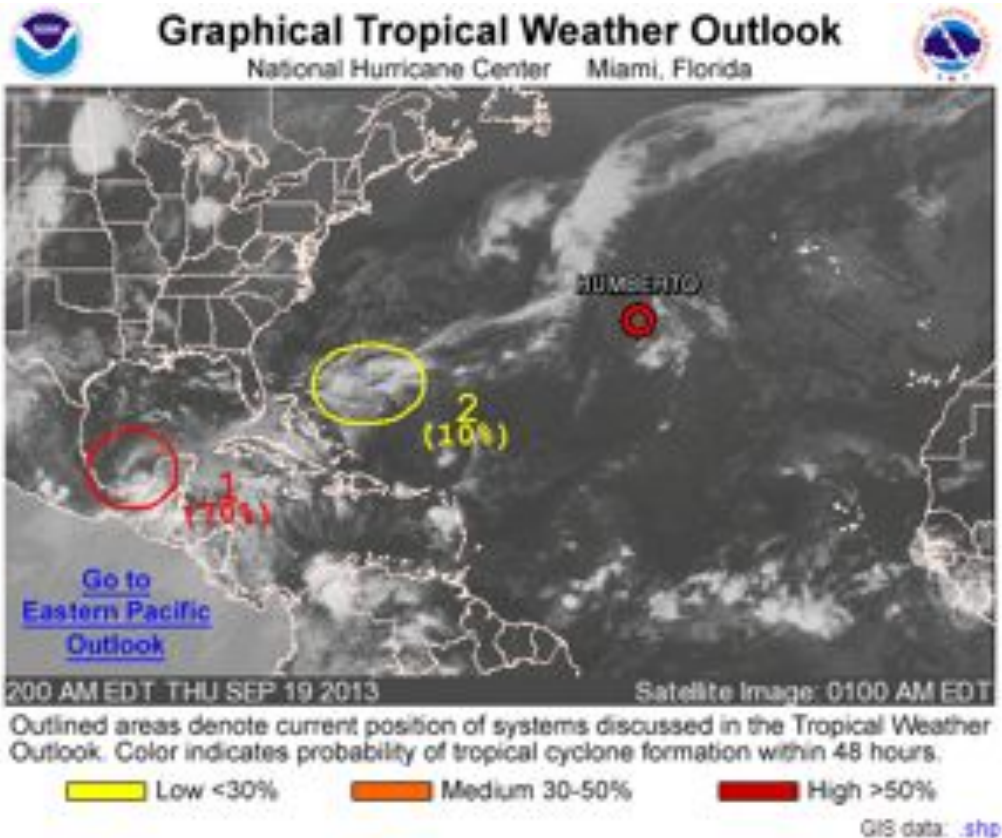 Graphical Tropical Weather Outlook
National Hurricane Center Miami, Florida
HUMBERTO
2
(10%)
1
(70%)
Go to
Eastern Pacific
Outlook
200 AM EDT THU SEP 19 2013 Satellite Image: 0100 AM EDT
Outlined areas denote current position of systems discussed in the Tropical Weather
Outlook. Color indicates probability of tropical cyclone formation within 48 hours.
Low <30% Medium 30-50% High >50%
GIS data: .shp